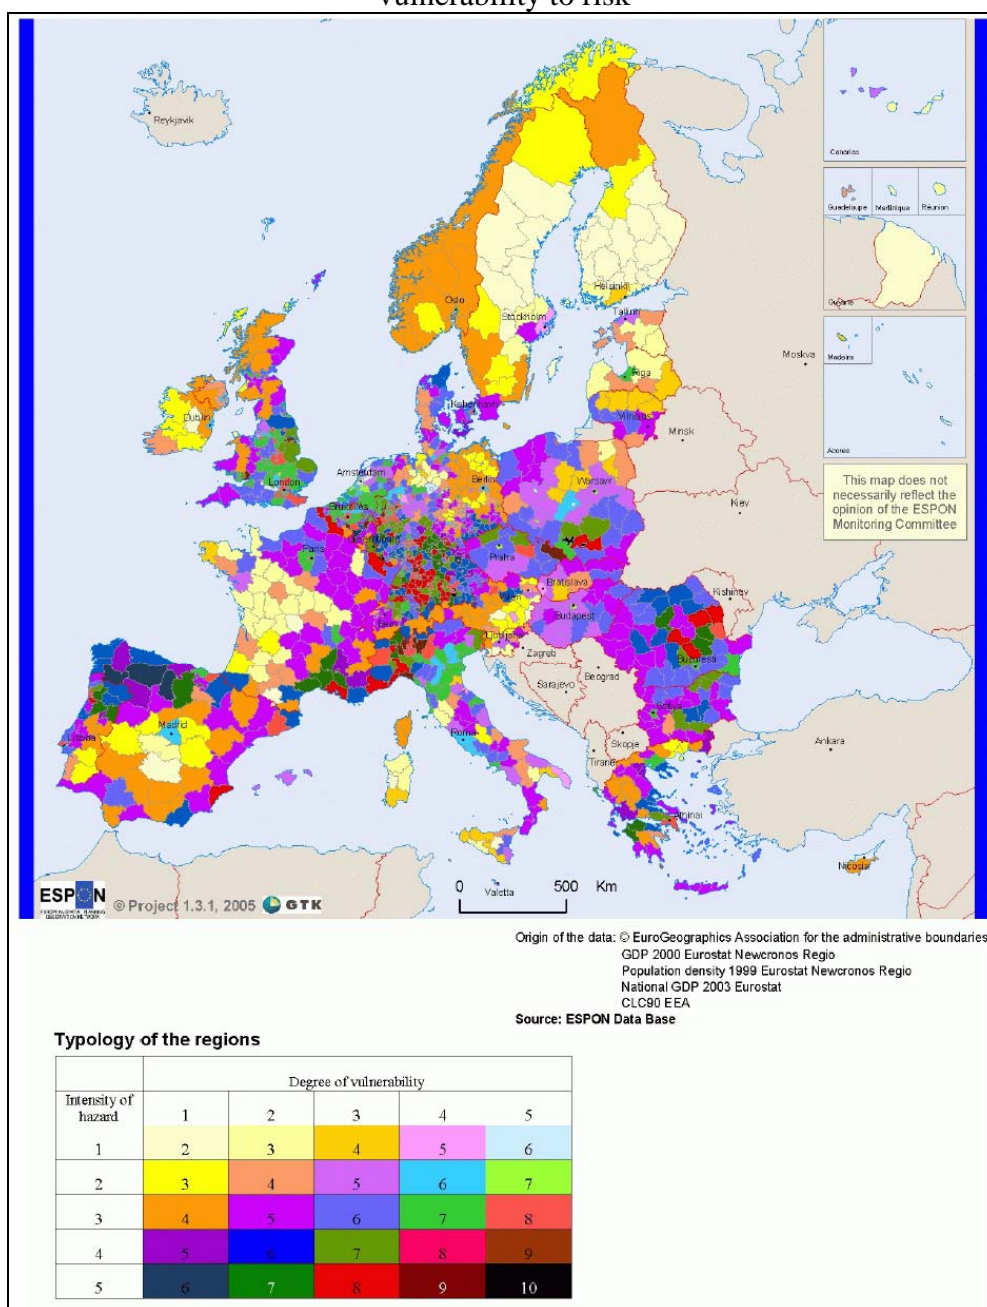 vulnerability to risk
Reykjavik
Canarias
Guadeloupe
Martinique
Réunion
Guyane
Madeira
Acores
This map does not
necessarily reflect the
opinion of the ESPON
Monitoring Committee
Oslo
Helsinki
Stockholm
Tallinn
Riga
Moskva
Vilnius
Minsk
Dublin
London
Amsterdam
Berlin
Warsaw
Bruxelles
Kiev
Paris
Praha
Wien
Bratislava
Kishinev
Budapest
Bern
Ljubljana
Zagreb
Bucuresti
Beograd
Sarajevo
Sofiya
Madrid
Lisboa
Roma
Skopje
Tirane
Ankara
Athinai
Nicosia
Valetta
0 500 Km
ESPON
© Project 1.3.1, 2005 GTK
Origin of the data: © EuroGeographics Association for the administrative boundaries
GDP 2000 Eurostat Newcronos Regio
Population density 1999 Eurostat Newcronos Regio
National GDP 2003 Eurostat
CLC90 EEA
Source: ESPON Data Base
Typology of the regions
Degree of vulnerability
Intensity of
hazard 1 2 3 4 5
1 2 3 4 5 6
2 3 4 5 6 7
3 4 5 6 7 8
4 5 6 7 8 9
5 6 7 8 9 10